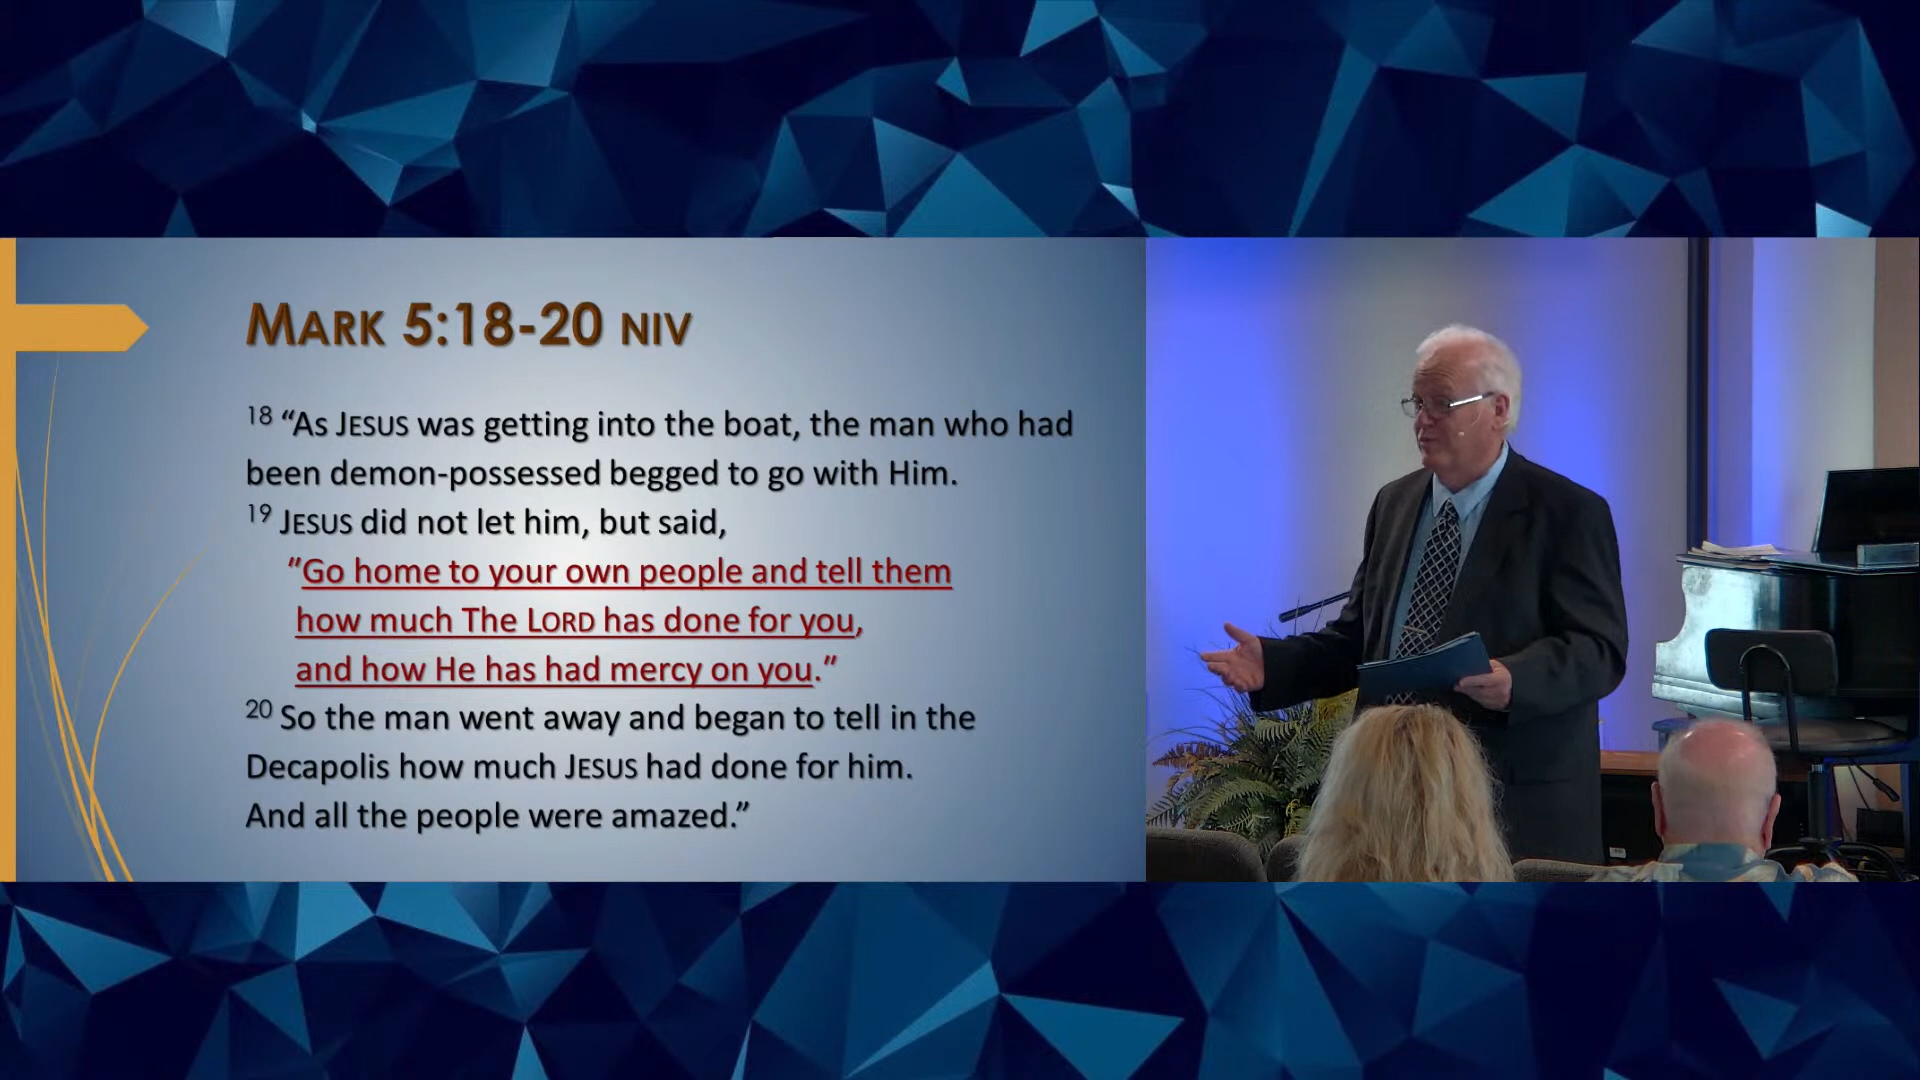 MARK 5:18-20 NIV
18 “As JESUS was getting into the boat, the man who had
been demon-possessed begged to go with Him.
19 JESUS did not let him, but said,
“Go home to your own people and tell them
how much The LORD has done for you,
and how He has had mercy on you.”
20 So the man went away and began to tell in the
Decapolis how much JESUS had done for him.
And all the people were amazed.”